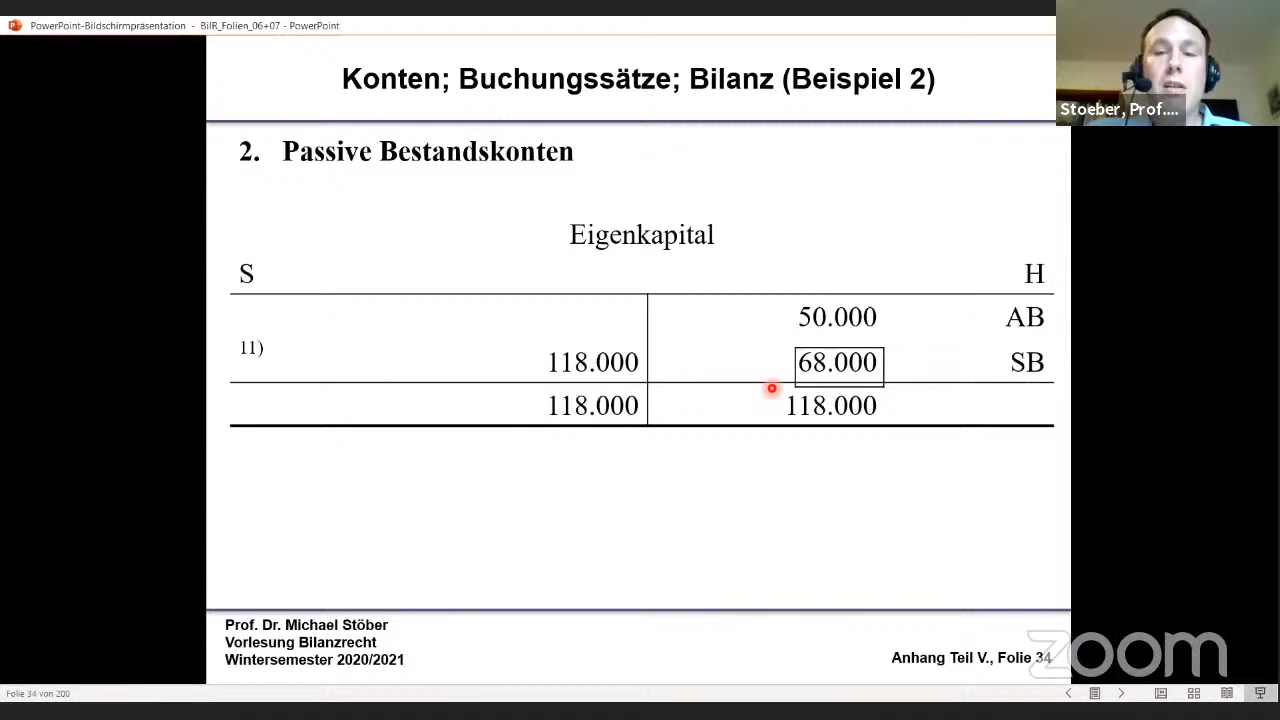 PowerPoint-Bildschirmpräsentation - BilR_Folien_06+07 - PowerPoint
Konten; Buchungssätze; Bilanz (Beispiel 2)
Stoeber, Prof....
2. Passive Bestandskonten
Eigenkapital
S H
50.000 AB
11) 118.000 68.000 SB
118.000 118.000
Prof. Dr. Michael Stöber
Vorlesung Bilanzrecht
Wintersemester 2020/2021
Anhang Teil V., Folie 34
zoom
Folie 34 von 200